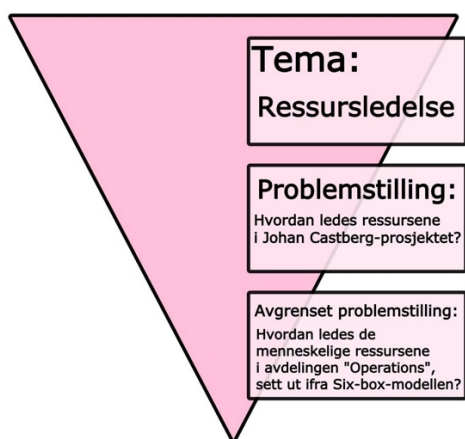 Tema:
Ressursledelse
Problemstilling:
Hvordan ledes ressursene
i Johan Castberg-prosjektet?
Avgrenset problemstilling:
Hvordan ledes de
menneskelige ressursene
i avdelingen "Operations",
sett ut ifra Six-box-modellen?